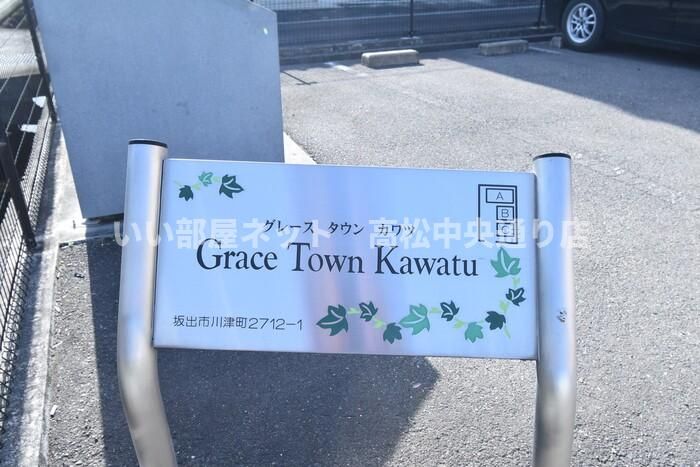 グレース タウン カワツ
Grace Town Kawatu
坂出市川津町2712-1
A
B
C
いい部屋ネット 高松中央通り店